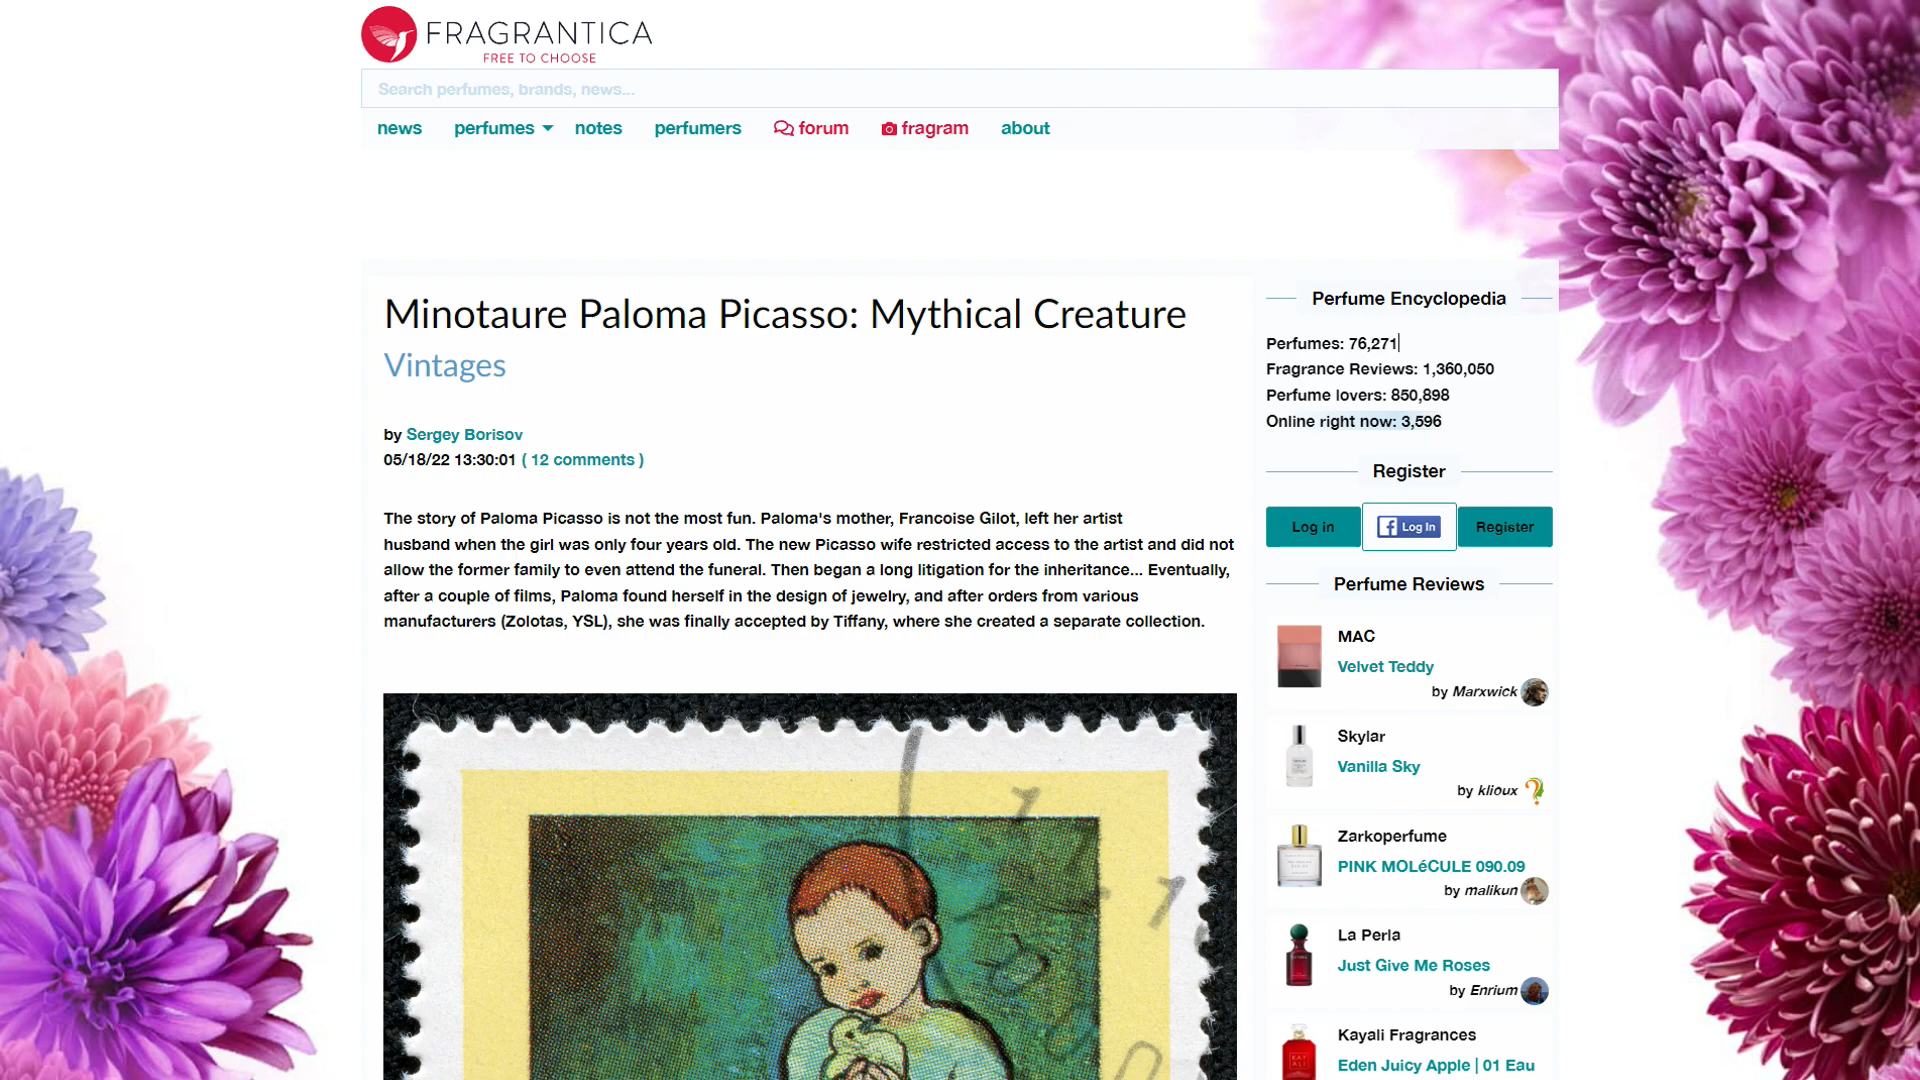 FRAGRANTICA
FREE TO CHOOSE
Search perfumes, brands, news...
news perfumes notes perfumers forum fragram about
Minotaure Paloma Picasso: Mythical Creature
Vintages
by Sergey Borisov
05/18/22 13:30:01 ( 12 comments )
The story of Paloma Picasso is not the most fun. Paloma's mother, Francoise Gilot, left her artist
husband when the girl was only four years old. The new Picasso wife restricted access to the artist and did not
allow the former family to even attend the funeral. Then began a long litigation for the inheritance... Eventually,
after a couple of films, Paloma found herself in the design of jewelry, and after orders from various
manufacturers (Zolotas, YSL), she was finally accepted by Tiffany, where she created a separate collection.
Perfume Encyclopedia
Perfumes: 76,271
Fragrance Reviews: 1,360,050
Perfume lovers: 850,898
Online right now: 3,596
Register
Log in
Log In
Register
Perfume Reviews
MAC
Velvet Teddy
by Marxwick
Skylar
Vanilla Sky
by klioux
Zarkoperfume
PINK MOLéCULE 090.09
by malikun
La Perla
Just Give Me Roses
by Enrium
Kayali Fragrances
Eden Juicy Apple | 01 Eau
KAY
ALI